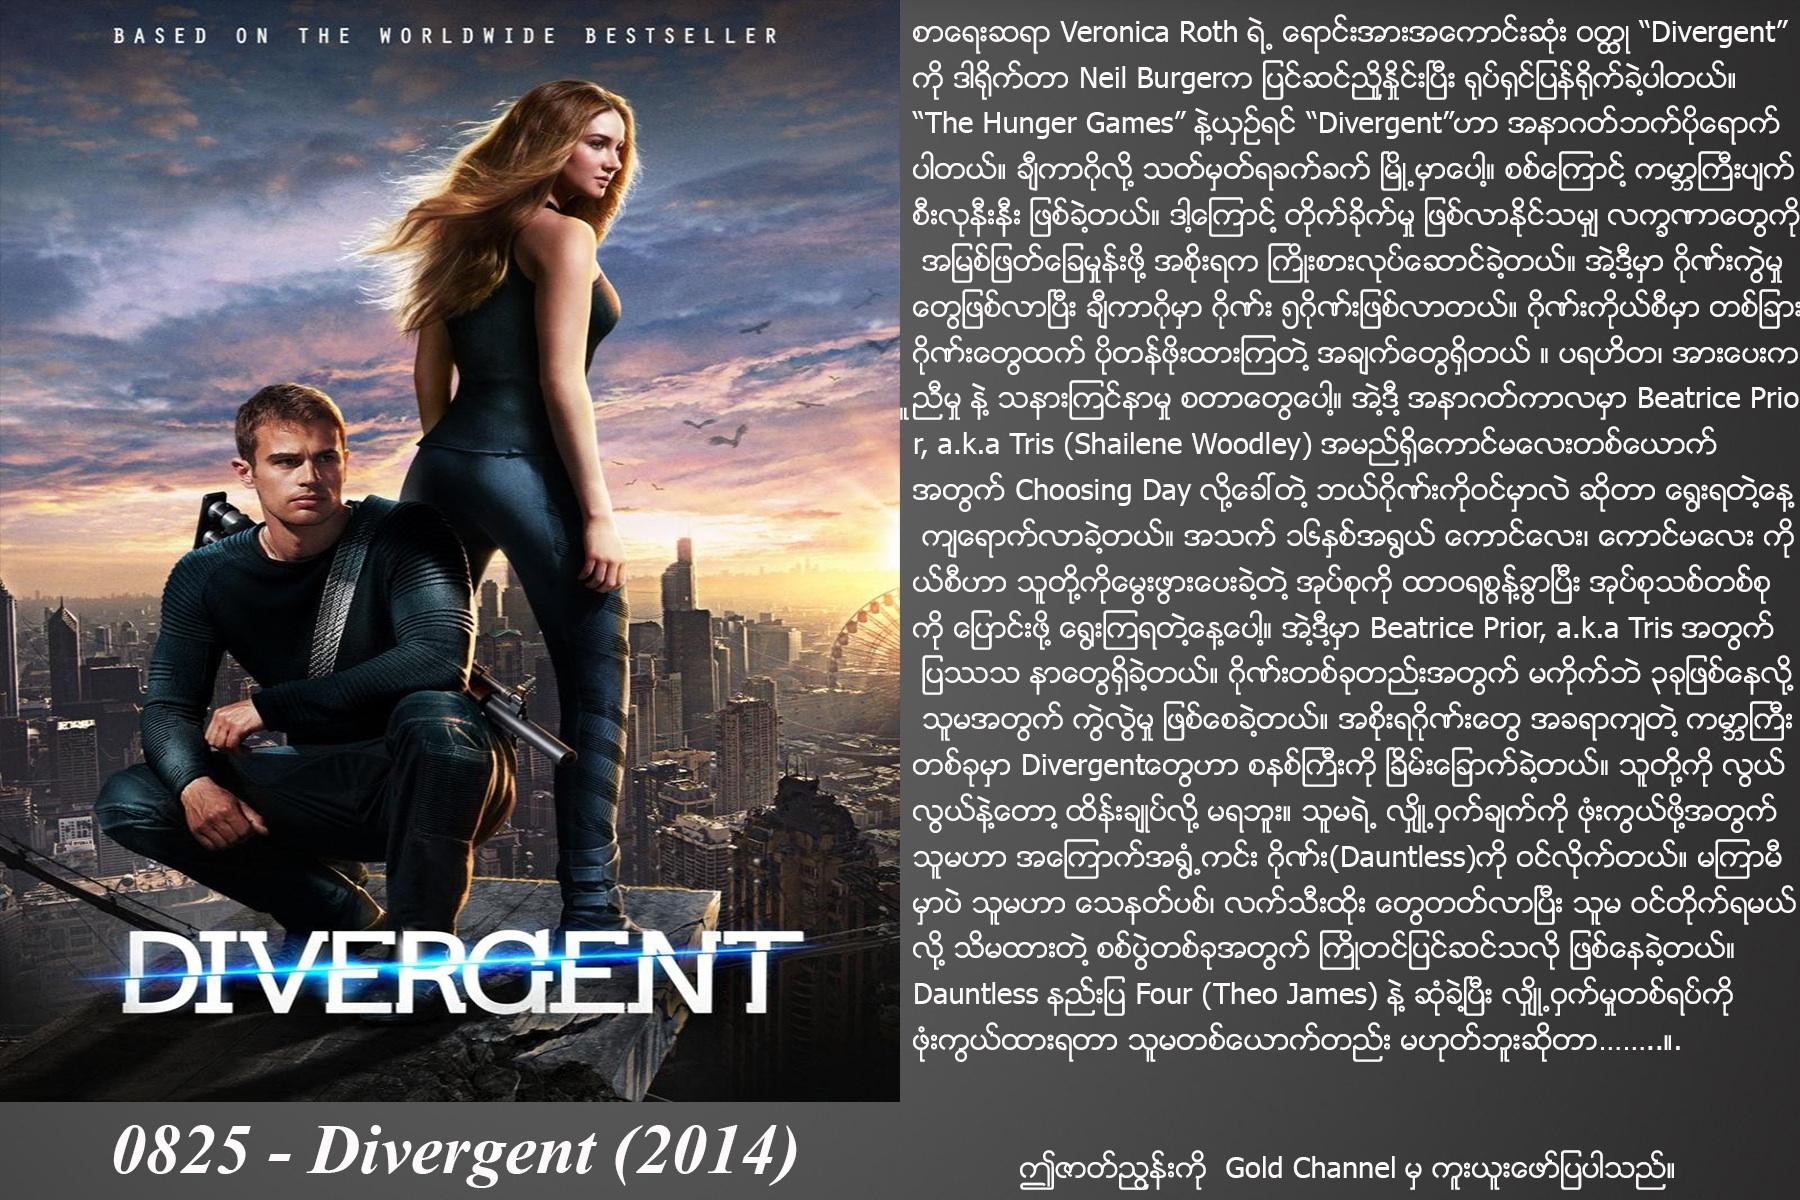 BASED ON THE WORLDWIDE BESTSELLER
DIVERGENT
0825 - Divergent (2014)
စာရေးဆရာ Veronica Roth ရဲ့ ရောင်းအားအကောင်းဆုံး ဝတ္ထု “Divergent”
ကို ဒါရိုက်တာ Neil Burgerက ပြင်ဆင်ညှိနှိုင်းပြီး ရုပ်ရှင်ပြန်ရိုက်ခဲ့ပါတယ်။
“The Hunger Games” နဲ့ယှဉ်ရင် “Divergent”ဟာ အနာဂတ်ဘက်ပိုရောက်
ပါတယ်။ ချီကာဂိုလို့ သတ်မှတ်ရခက်ခက် မြို့မှာပေါ့။ စစ်ကြောင့် ကမ္ဘာကြီးပျက်
စီးလုနီးနီး ဖြစ်ခဲ့တယ်။ ဒါ့ကြောင့် တိုက်ခိုက်မှု ဖြစ်လာနိုင်သမျှ လက္ခဏာတွေကို
အမြစ်ဖြတ်ခြေမှုန်းဖို့ အစိုးရက ကြိုးစားလုပ်ဆောင်ခဲ့တယ်။ အဲ့ဒီ့မှာ ဂိုဏ်းကွဲမှု
တွေဖြစ်လာပြီး ချီကာဂိုမှာ ဂိုဏ်း ၅ဂိုဏ်းဖြစ်လာတယ်။ ဂိုဏ်းကိုယ်စီမှာ တစ်ခြား
ဂိုဏ်းတွေထက် ပိုတန်ဖိုးထားကြတဲ့ အချက်တွေရှိတယ် ။ ပရဟိတ၊ အားပေးက
ူညီမှု နဲ့ သနားကြင်နာမှု စတာတွေပေါ့။ အဲ့ဒီ့ အနာဂတ်ကာလမှာ Beatrice Prio
r, a.k.a Tris (Shailene Woodley) အမည်ရှိကောင်မလေးတစ်ယောက်
အတွက် Choosing Day လို့ခေါ်တဲ့ ဘယ်ဂိုဏ်းကိုဝင်မှာလဲ ဆိုတာ ရွေးရတဲ့နေ့
ကျရောက်လာခဲ့တယ်။ အသက် ၁၆နှစ်အရွယ် ကောင်လေး၊ ကောင်မလေး ကို
ယ်စီဟာ သူတို့ကိုမွေးဖွားပေးခဲ့တဲ့ အုပ်စုကို ထာဝရစွန့်ခွာပြီး အုပ်စုသစ်တစ်စု
ကို ပြောင်းဖို့ ရွေးကြရတဲ့နေ့ပေါ့။ အဲ့ဒီ့မှာ Beatrice Prior, a.k.a Tris အတွက်
ပြဿသ နာတွေရှိခဲ့တယ်။ ဂိုဏ်းတစ်ခုတည်းအတွက် မကိုက်ဘဲ ၃ခုဖြစ်နေလို့
သူမအတွက် ကွဲလွဲမှု ဖြစ်စေခဲ့တယ်။ အစိုးရဂိုဏ်းတွေ အခရာကျတဲ့ ကမ္ဘာကြီး
တစ်ခုမှာ Divergentတွေဟာ စနစ်ကြီးကို ခြိမ်းခြောက်ခဲ့တယ်။ သူတို့ကို လွယ်
လွယ်နဲ့တော့ ထိန်းချုပ်လို့ မရဘူး။ သူမရဲ့ လျှို့ဝှက်ချက်ကို ဖုံးကွယ်ဖို့အတွက်
သူမဟာ အကြောက်အရွံ့ကင်း ဂိုဏ်း(Dauntless)ကို ဝင်လိုက်တယ်။ မကြာမီ
မှာပဲ သူမဟာ သေနတ်ပစ်၊ လက်သီးထိုး တွေတတ်လာပြီး သူမ ဝင်တိုက်ရမယ်
လို့ သိမထားတဲ့ စစ်ပွဲတစ်ခုအတွက် ကြိုတင်ပြင်ဆင်သလို ဖြစ်နေခဲ့တယ်။
Dauntless နည်းပြ Four (Theo James) နဲ့ ဆုံခဲ့ပြီး လျှို့ဝှက်မှုတစ်ရပ်ကို
ဖုံးကွယ်ထားရတာ သူမတစ်ယောက်တည်း မဟုတ်ဘူးဆိုတာ……..။.
ဤဇာတ်ညွှန်းကို Gold Channel မှ ကူးယူးဖော်ပြပါသည်။